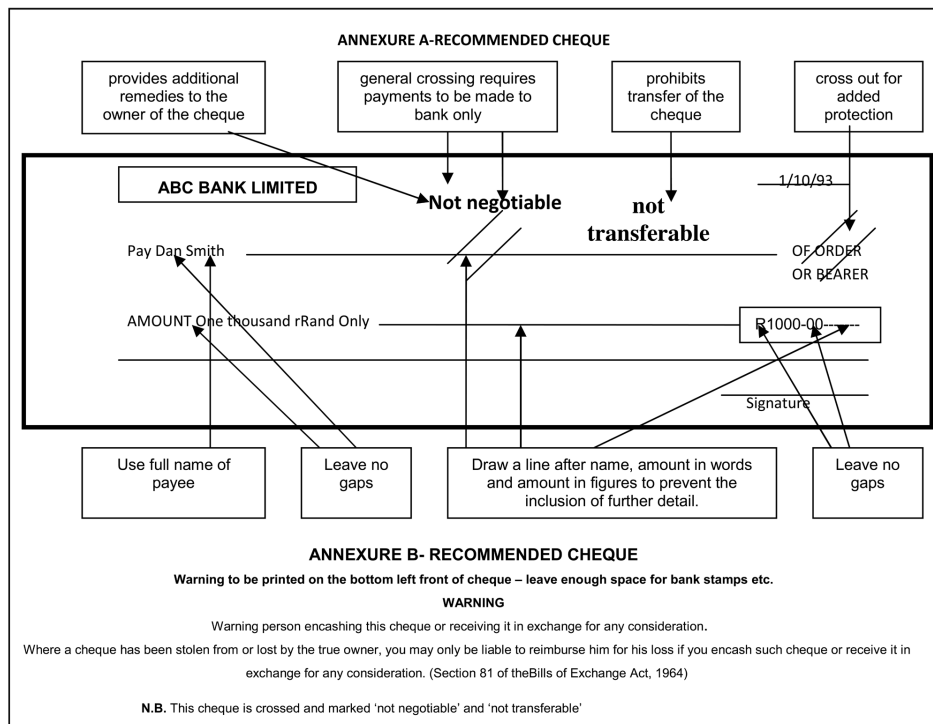 ANNEXURE A-RECOMMENDED CHEQUE
provides additional
remedies to the
owner of the cheque
general crossing requires
payments to be made to
bank only
prohibits
transfer of the
cheque
cross out for
added
protection
ABC BANK LIMITED
1/10/93
Not negotiable
not
transferable
Pay Dan Smith
OF ORDER
OR BEARER
AMOUNT One thousand rRand Only
R1000-00-------
Signature
Use full name of
payee
Leave no
gaps
Draw a line after name, amount in words
and amount in figures to prevent the
inclusion of further detail.
Leave no
gaps
ANNEXURE B- RECOMMENDED CHEQUE
Warning to be printed on the bottom left front of cheque – leave enough space for bank stamps etc.
WARNING
Warning person encashing this cheque or receiving it in exchange for any consideration.
Where a cheque has been stolen from or lost by the true owner, you may only be liable to reimburse him for his loss if you encash such cheque or receive it in
exchange for any consideration. (Section 81 of theBills of Exchange Act, 1964)
N.B. This cheque is crossed and marked ‘not negotiable’ and ‘not transferable’